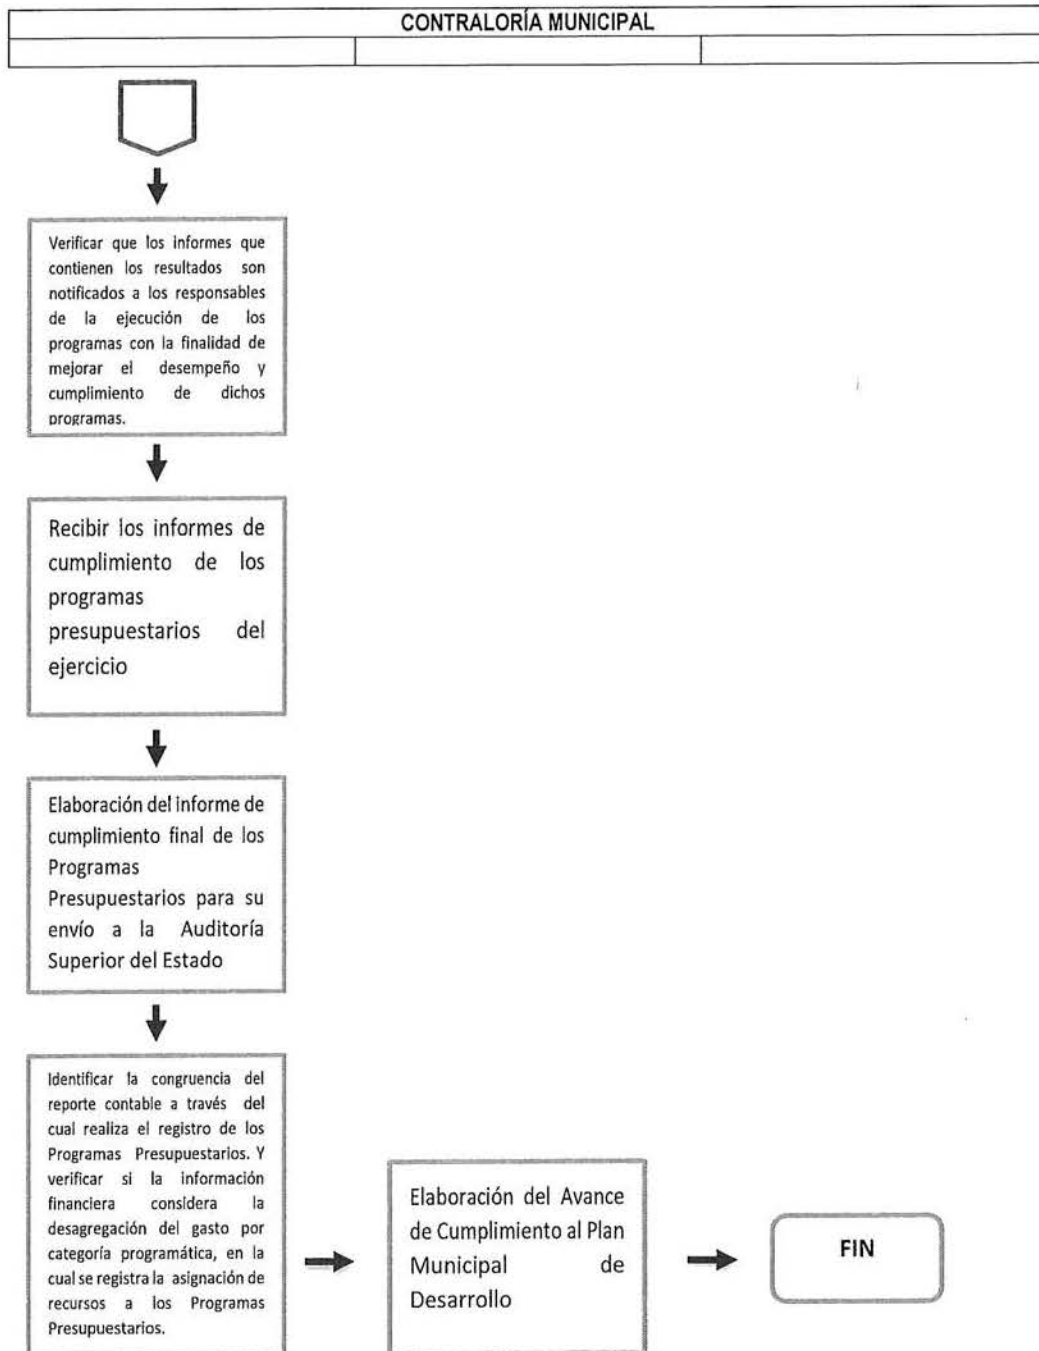 CONTRALORÍA MUNICIPAL
Verificar que los informes que
contienen los resultados son
notificados a los responsables
de la ejecución de los
programas con la finalidad de
mejorar el desempeño y
cumplimiento de dichos
programas.
Recibir los informes de
cumplimiento de los
programas
presupuestarios del
ejercicio
Elaboración del informe de
cumplimiento final de los
Programas
Presupuestarios para su
envío a la Auditoría
Superior del Estado
Identificar la congruencia del
reporte contable a través del
cual realiza el registro de los
Programas Presupuestarios. Y
verificar si la información
financiera considera la
desagregación del gasto por
categoría programática, en la
cual se registra la asignación de
recursos a los Programas
Presupuestarios.
Elaboración del Avance
de Cumplimiento al Plan
Municipal de
Desarrollo
FIN